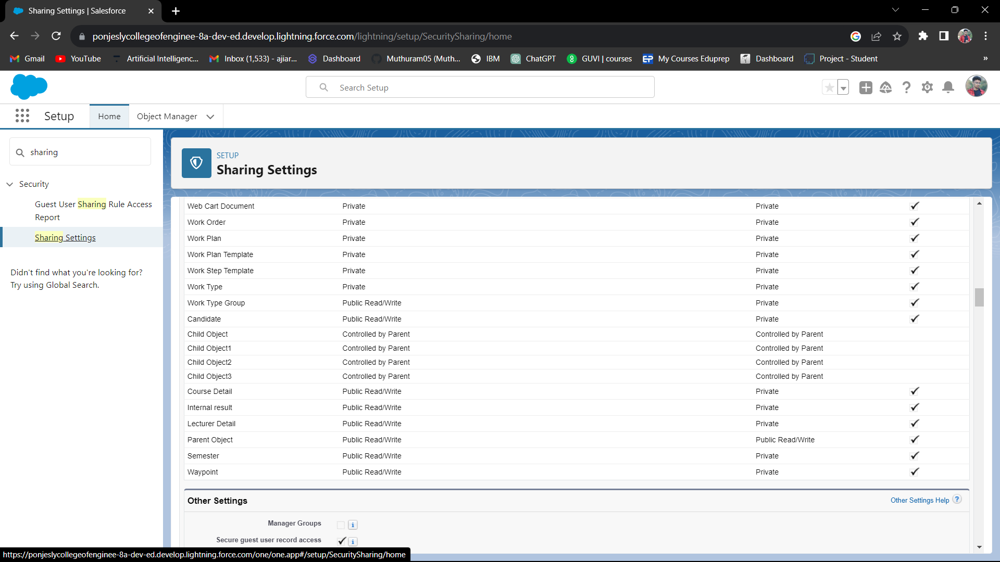 Sharing Settings | Salesforce
ponjeslycollegeofenginee-8a-dev-ed.develop.lightning.force.com/lightning/setup/SecuritySharing/home
Gmail YouTube Artificial Intelligenc... Inbox (1,533) - ajiar... Dashboard Muthuram05 (Muth... IBM ChatGPT GUVI | courses EP My Courses Eduprep Dashboard Project - Student »
Search Setup
Setup Home Object Manager
sharing
Security
Guest User Sharing Rule Access
Report
Sharing Settings
Didn't find what you're looking for?
Try using Global Search.
SETUP
Sharing Settings
Web Cart Document Private Private
Work Order Private Private
Work Plan Private Private
Work Plan Template Private Private
Work Step Template Private Private
Work Type Private Private
Work Type Group Public Read/Write Private
Candidate Public Read/Write Private
Child Object Controlled by Parent Controlled by Parent
Child Object1 Controlled by Parent Controlled by Parent
Child Object2 Controlled by Parent Controlled by Parent
Child Object3 Controlled by Parent Controlled by Parent
Course Detail Public Read/Write Private
Internal result Public Read/Write Private
Lecturer Detail Public Read/Write Private
Parent Object Public Read/Write Public Read/Write
Semester Public Read/Write Private
Waypoint Public Read/Write Private
Other Settings Other Settings Help ?
Manager Groups i
Secure guest user record access i
https://ponjeslycollegeofenginee-8a-dev-ed.develop.lightning.force.com/one/one.app#/setup/SecuritySharing/home